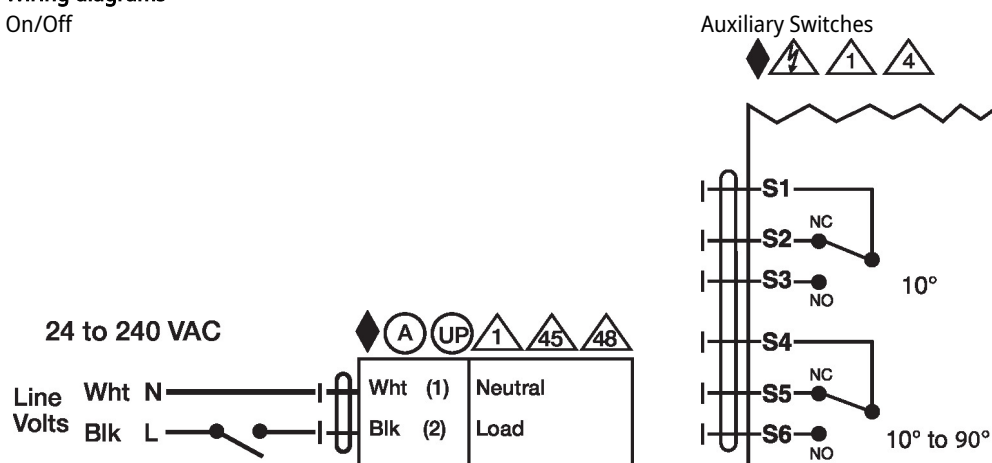 On/Off
Auxiliary Switches
1 4
S1
NC
S2
S3
NO
10°
S4
NC
S5
S6
NO
10° to 90°
24 to 240 VAC
A UP 1 45 48
Line Volts
Wht N
Wht (1) Neutral
Blk L
Blk (2) Load